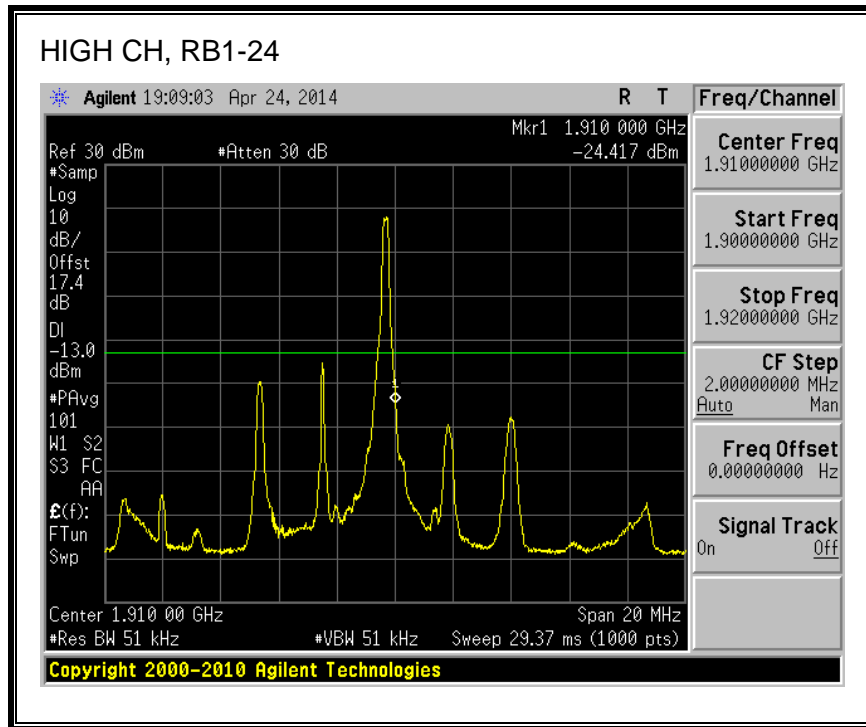 HIGH CH, RB1-24
Agilent 19:09:03 Apr 24, 2014 R T
Mkr1 1.910 000 GHz
Ref 30 dBm #Atten 30 dB -24.417 dBm
#Samp
Log
10
dB/
Offst
17.4
dB
DI
-13.0
dBm
#PAvg
101
W1 S2
S3 FC
AA
£(f):
FTun
Swp
1
Center 1.910 00 GHz Span 20 MHz
#Res BW 51 kHz #VBW 51 kHz Sweep 29.37 ms (1000 pts)
Copyright 2000-2010 Agilent Technologies
Freq/Channel
Center Freq
1.91000000 GHz
Start Freq
1.90000000 GHz
Stop Freq
1.92000000 GHz
CF Step
2.00000000 MHz
Auto Man
Freq Offset
0.00000000 Hz
Signal Track
On Off